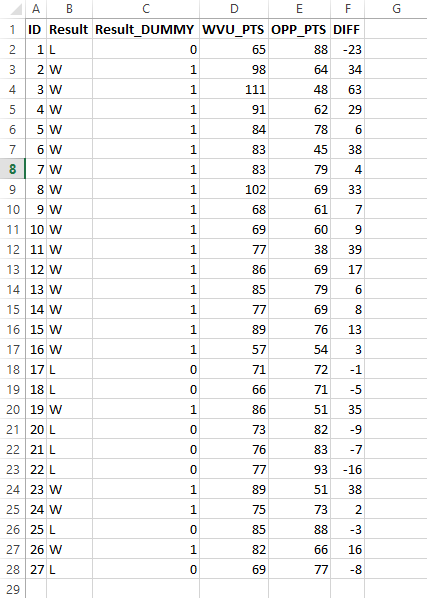 A B C D E F G
1 ID Result Result_DUMMY WVU_PTS OPP_PTS DIFF
2 1 L 0 65 88 -23
3 2 W 1 98 64 34
4 3 W 1 111 48 63
5 4 W 1 91 62 29
6 5 W 1 84 78 6
7 6 W 1 83 45 38
8 7 W 1 83 79 4
9 8 W 1 102 69 33
10 9 W 1 68 61 7
11 10 W 1 69 60 9
12 11 W 1 77 38 39
13 12 W 1 86 69 17
14 13 W 1 85 79 6
15 14 W 1 77 69 8
16 15 W 1 89 76 13
17 16 W 1 57 54 3
18 17 L 0 71 72 -1
19 18 L 0 66 71 -5
20 19 W 1 86 51 35
21 20 L 0 73 82 -9
22 21 L 0 76 83 -7
23 22 L 0 77 93 -16
24 23 W 1 89 51 38
25 24 W 1 75 73 2
26 25 L 0 85 88 -3
27 26 W 1 82 66 16
28 27 L 0 69 77 -8
29